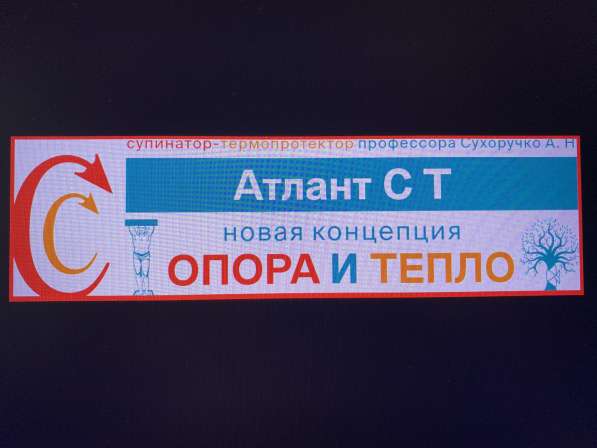 супинатор-термопротектор профессора Сухоручко А. Н
Атлант С Т
новая концепция
ОПОРА И ТЕПЛО